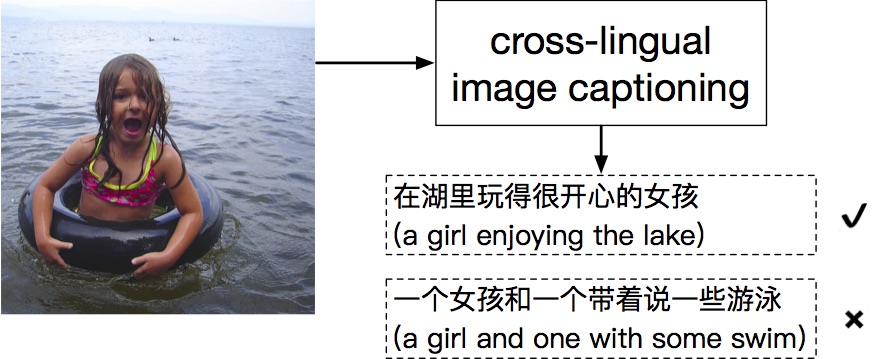 cross-lingual
image captioning
在湖里玩得很开心的女孩
(a girl enjoying the lake)
一个女孩和一个带着说一些游泳
(a girl and one with some swim)